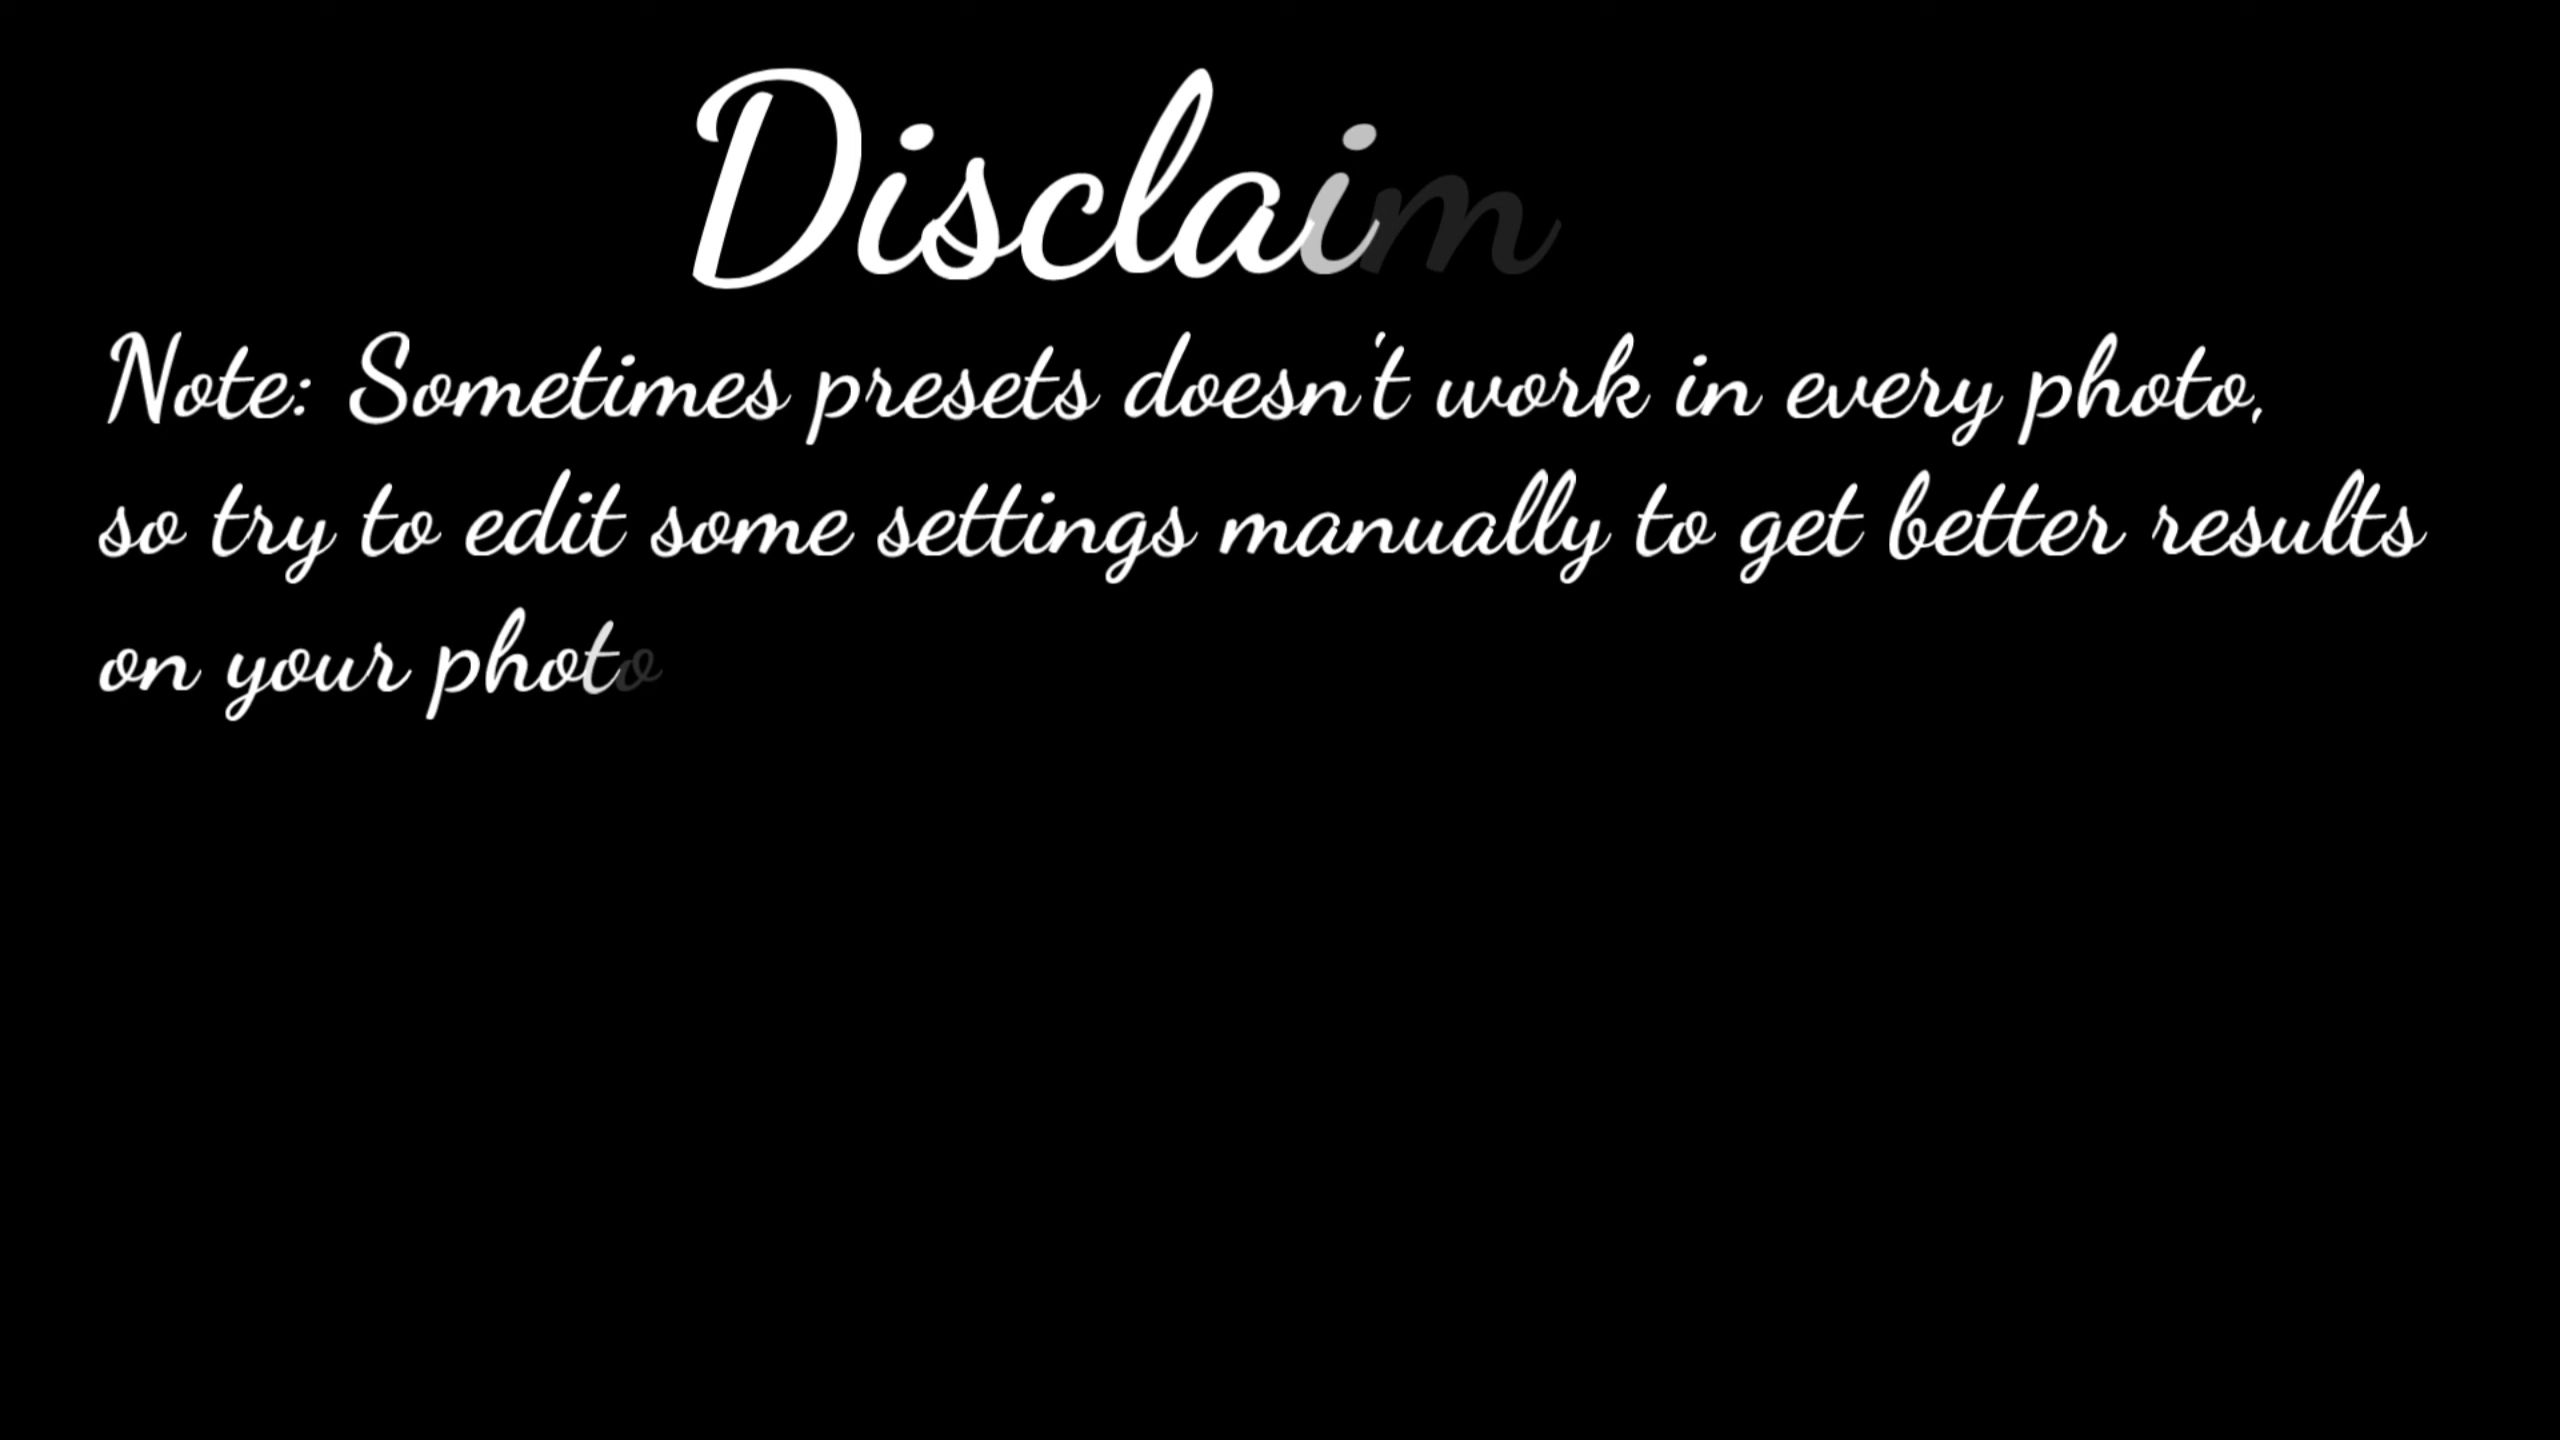 Disclaim
Note: Sometimes presets doesn't work in every photo,
so try to edit some settings manually to get better results
on your photo